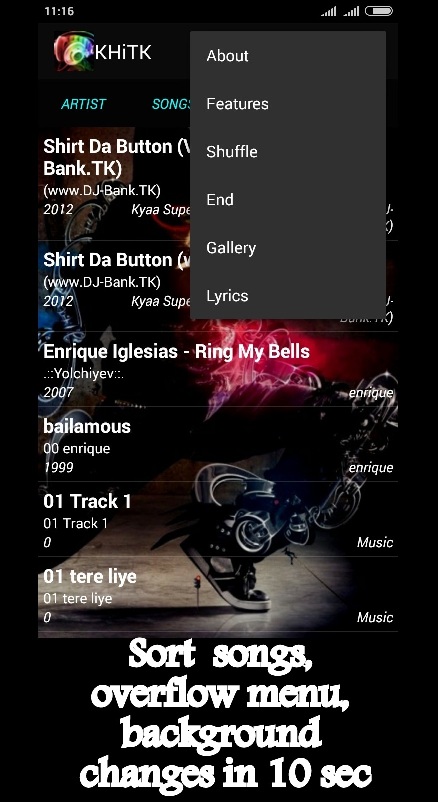 11:16
KHiTK
ARTIST
SONGS
About
Features
Shuffle
End
Gallery
Lyrics
Shirt Da Button (V
Bank.TK)
(www.DJ-Bank.TK)
2012 Kyaa Supe J-
K)
Shirt Da Button (v
(www.DJ-Bank.TK)
2012 Kyaa Supe J-
Bank.TK)
Enrique Iglesias - Ring My Bells
.::Yolchiyev::.
2007 enrique
bailamous
00 enrique
1999 enrique
01 Track 1
01 Track 1
0 Music
01 tere liye
01 tere liye
0 Music
Sort songs,
overflow menu,
background
changes in 10 sec